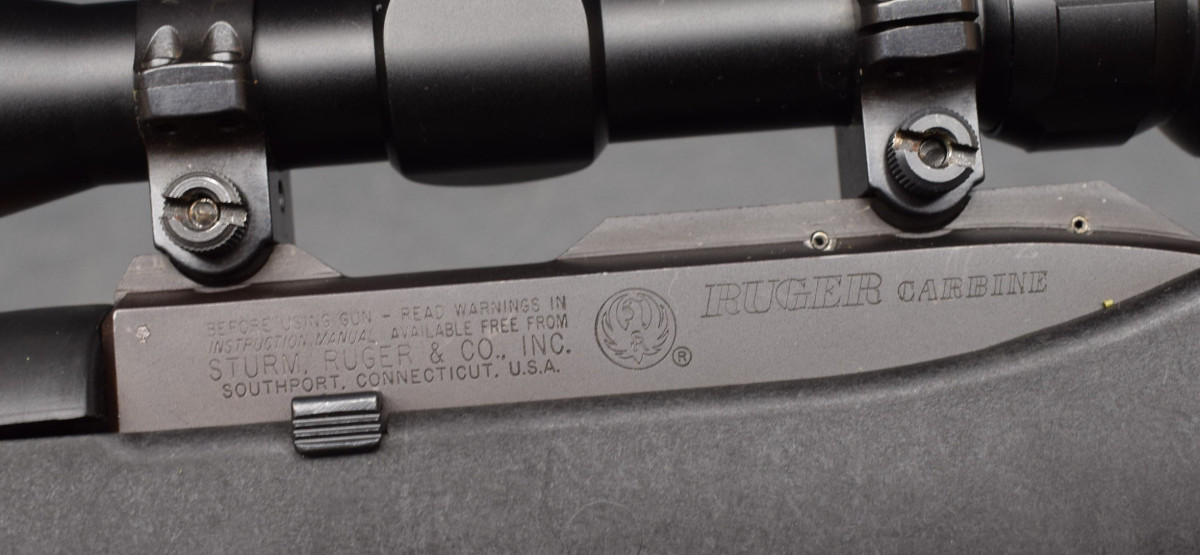 BEFORE USING GUN - READ WARNINGS IN
INSTRUCTION MANUAL AVAILABLE FREE FROM
STURM, RUGER & CO., INC.
SOUTHPORT, CONNECTICUT. U.S.A.
®
RUGER CARBINE